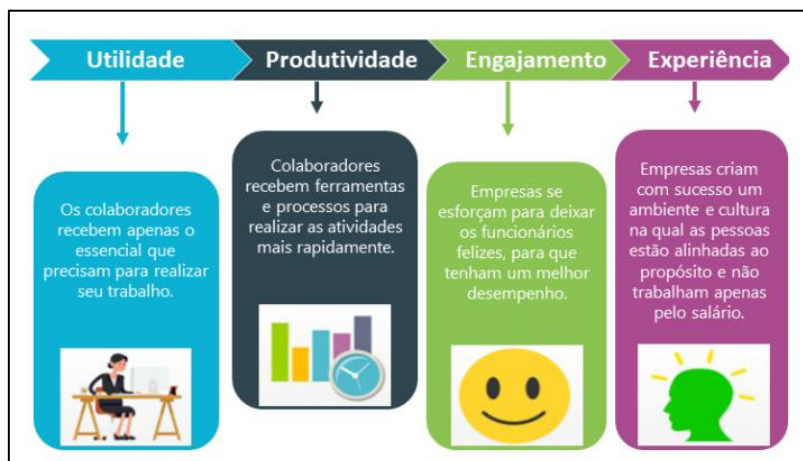 Utilidade
Produtividade
Engajamento
Experiência
Os colaboradores
recebem apenas o
essencial que
precisam para realizar
seu trabalho.
Colaboradores
recebem ferramentas
e processos para
realizar as atividades
mais rapidamente.
Empresas se
esforçam para deixar
os funcionários
felizes, para que
tenham um melhor
desempenho.
Empresas criam
com sucesso um
ambiente e cultura
na qual as pessoas
estão alinhadas ao
propósito e não
trabalham apenas
pelo salário.